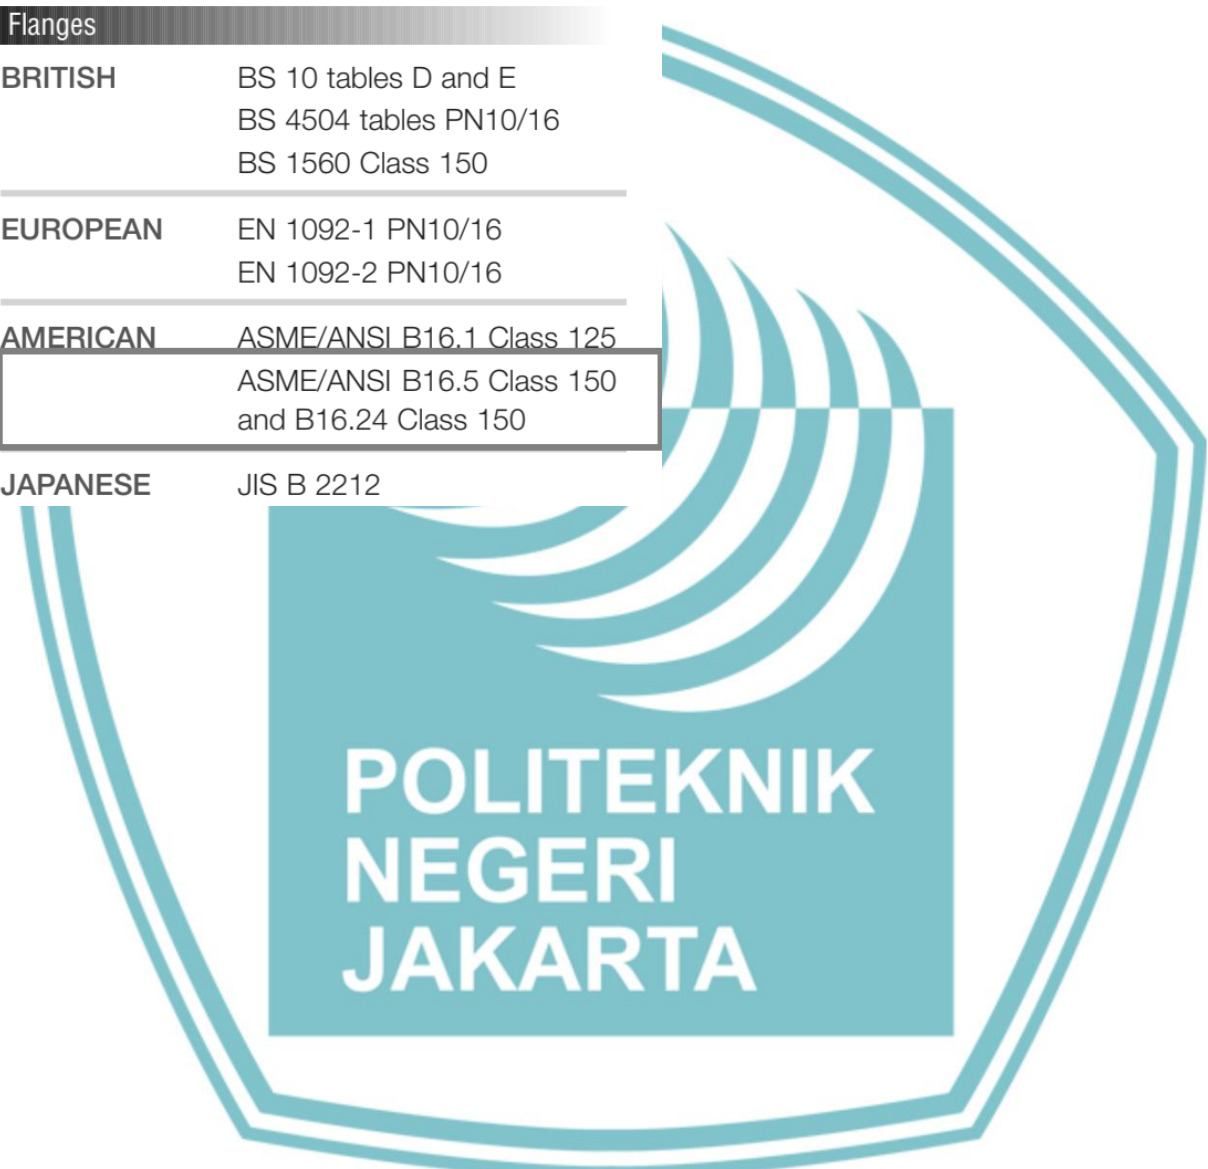 Flanges
BRITISH BS 10 tables D and E
BS 4504 tables PN10/16
BS 1560 Class 150
EUROPEAN EN 1092-1 PN10/16
EN 1092-2 PN10/16
AMERICAN ASME/ANSI B16.1 Class 125
ASME/ANSI B16.5 Class 150
and B16.24 Class 150
JAPANESE JIS B 2212
POLITEKNIK
NEGERI
JAKARTA